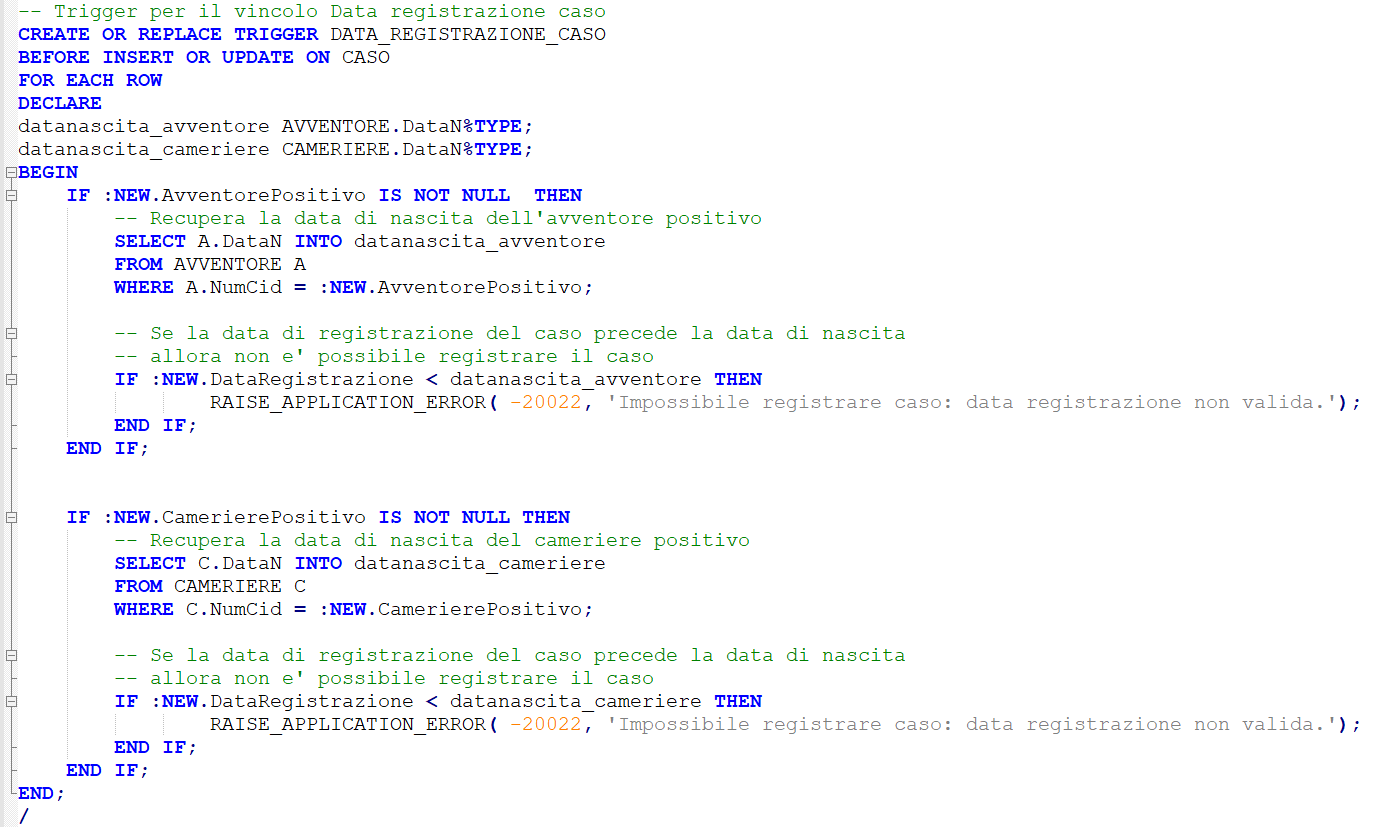 -- Trigger per il vincolo Data registrazione caso
CREATE OR REPLACE TRIGGER DATA_REGISTRAZIONE_CASO
BEFORE INSERT OR UPDATE ON CASO
FOR EACH ROW
DECLARE
datanascita_avventore AVVENTORE.DataN%TYPE;
datanascita_cameriere CAMERIERE.DataN%TYPE;
BEGIN
    IF :NEW.AvventorePositivo IS NOT NULL  THEN
        -- Recupera la data di nascita dell'avventore positivo
        SELECT A.DataN INTO datanascita_avventore
        FROM AVVENTORE A
        WHERE A.NumCid = :NEW.AvventorePositivo;

        -- Se la data di registrazione del caso precede la data di nascita
        -- allora non e' possibile registrare il caso
        IF :NEW.DataRegistrazione < datanascita_avventore THEN
                RAISE_APPLICATION_ERROR( -20022, 'Impossibile registrare caso: data registrazione non valida.');
        END IF;
    END IF;


    IF :NEW.CamerierePositivo IS NOT NULL THEN
        -- Recupera la data di nascita del cameriere positivo
        SELECT C.DataN INTO datanascita_cameriere
        FROM CAMERIERE C
        WHERE C.NumCid = :NEW.CamerierePositivo;

        -- Se la data di registrazione del caso precede la data di nascita
        -- allora non e' possibile registrare il caso
        IF :NEW.DataRegistrazione < datanascita_cameriere THEN
                RAISE_APPLICATION_ERROR( -20022, 'Impossibile registrare caso: data registrazione non valida.');
        END IF;
    END IF;
END;
/